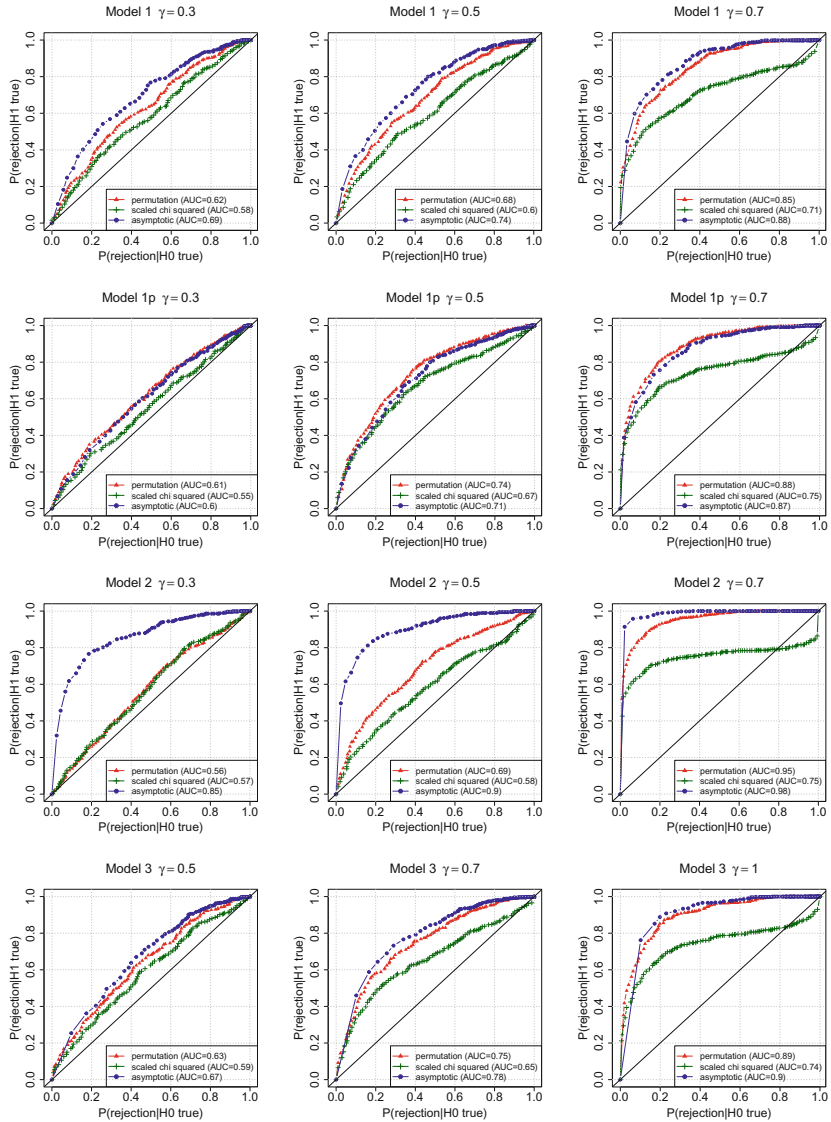 Model 1 γ = 0.3
P(rejection|H1 true)
0.0 0.2 0.4 0.6 0.8 1.0
permutation (AUC=0.62)
scaled chi squared (AUC=0.58)
asymptotic (AUC=0.69)
0.0 0.2 0.4 0.6 0.8 1.0
P(rejection|H0 true)
Model 1 γ = 0.5
P(rejection|H1 true)
0.0 0.2 0.4 0.6 0.8 1.0
permutation (AUC=0.68)
scaled chi squared (AUC=0.6)
asymptotic (AUC=0.74)
0.0 0.2 0.4 0.6 0.8 1.0
P(rejection|H0 true)
Model 1 γ = 0.7
P(rejection|H1 true)
0.0 0.2 0.4 0.6 0.8 1.0
permutation (AUC=0.85)
scaled chi squared (AUC=0.71)
asymptotic (AUC=0.88)
0.0 0.2 0.4 0.6 0.8 1.0
P(rejection|H0 true)
Model 1p γ = 0.3
P(rejection|H1 true)
0.0 0.2 0.4 0.6 0.8 1.0
permutation (AUC=0.61)
scaled chi squared (AUC=0.55)
asymptotic (AUC=0.6)
0.0 0.2 0.4 0.6 0.8 1.0
P(rejection|H0 true)
Model 1p γ = 0.5
P(rejection|H1 true)
0.0 0.2 0.4 0.6 0.8 1.0
permutation (AUC=0.74)
scaled chi squared (AUC=0.67)
asymptotic (AUC=0.71)
0.0 0.2 0.4 0.6 0.8 1.0
P(rejection|H0 true)
Model 1p γ = 0.7
P(rejection|H1 true)
0.0 0.2 0.4 0.6 0.8 1.0
permutation (AUC=0.88)
scaled chi squared (AUC=0.75)
asymptotic (AUC=0.87)
0.0 0.2 0.4 0.6 0.8 1.0
P(rejection|H0 true)
Model 2 γ = 0.3
P(rejection|H1 true)
0.0 0.2 0.4 0.6 0.8 1.0
permutation (AUC=0.56)
scaled chi squared (AUC=0.57)
asymptotic (AUC=0.85)
0.0 0.2 0.4 0.6 0.8 1.0
P(rejection|H0 true)
Model 2 γ = 0.5
P(rejection|H1 true)
0.0 0.2 0.4 0.6 0.8 1.0
permutation (AUC=0.69)
scaled chi squared (AUC=0.58)
asymptotic (AUC=0.9)
0.0 0.2 0.4 0.6 0.8 1.0
P(rejection|H0 true)
Model 2 γ = 0.7
P(rejection|H1 true)
0.0 0.2 0.4 0.6 0.8 1.0
permutation (AUC=0.95)
scaled chi squared (AUC=0.75)
asymptotic (AUC=0.98)
0.0 0.2 0.4 0.6 0.8 1.0
P(rejection|H0 true)
Model 3 γ = 0.5
P(rejection|H1 true)
0.0 0.2 0.4 0.6 0.8 1.0
permutation (AUC=0.63)
scaled chi squared (AUC=0.59)
asymptotic (AUC=0.67)
0.0 0.2 0.4 0.6 0.8 1.0
P(rejection|H0 true)
Model 3 γ = 0.7
P(rejection|H1 true)
0.0 0.2 0.4 0.6 0.8 1.0
permutation (AUC=0.75)
scaled chi squared (AUC=0.65)
asymptotic (AUC=0.78)
0.0 0.2 0.4 0.6 0.8 1.0
P(rejection|H0 true)
Model 3 γ = 1
P(rejection|H1 true)
0.0 0.2 0.4 0.6 0.8 1.0
permutation (AUC=0.89)
scaled chi squared (AUC=0.74)
asymptotic (AUC=0.9)
0.0 0.2 0.4 0.6 0.8 1.0
P(rejection|H0 true)